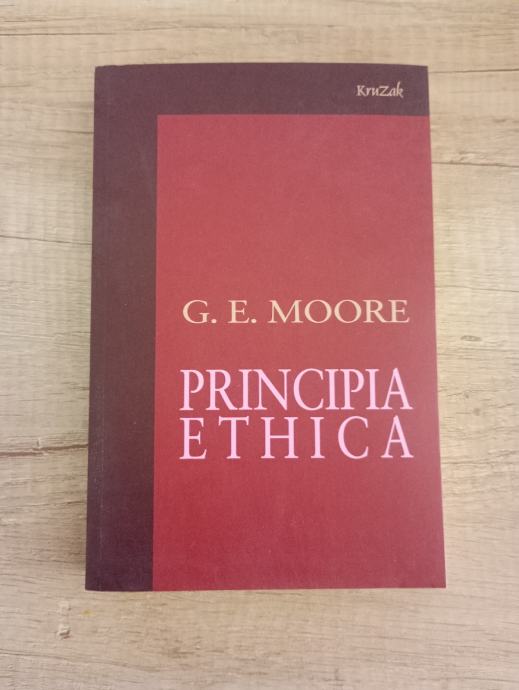 KruZak
G. E. MOORE
PRINCIPIA
ETHICA